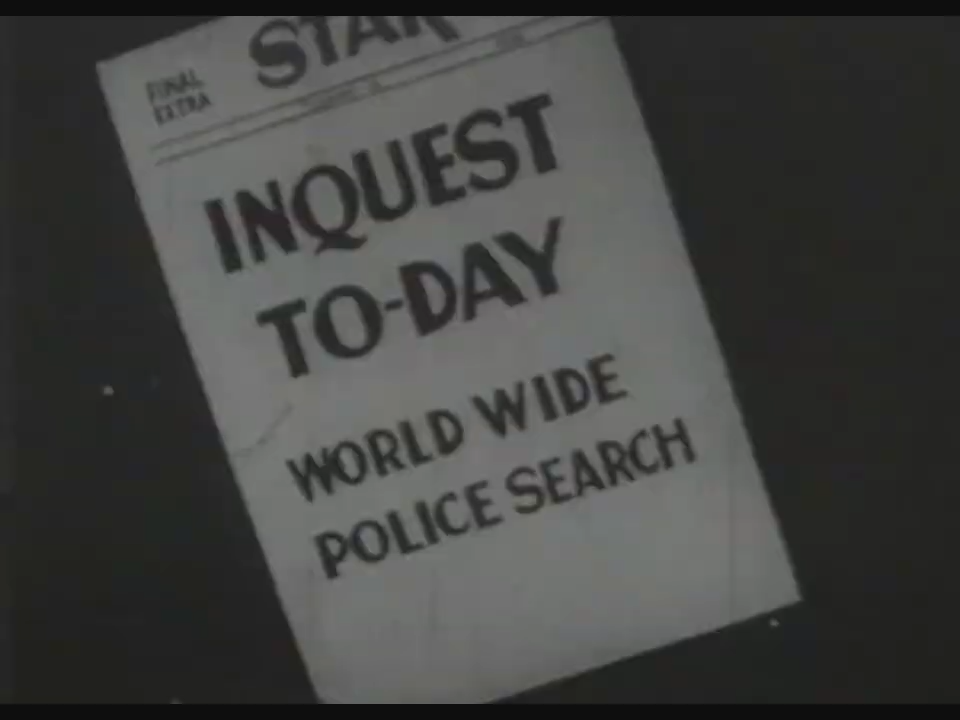 STAR
FINAL
EXTRA
INQUEST
TO-DAY
WORLD WIDE
POLICE SEARCH